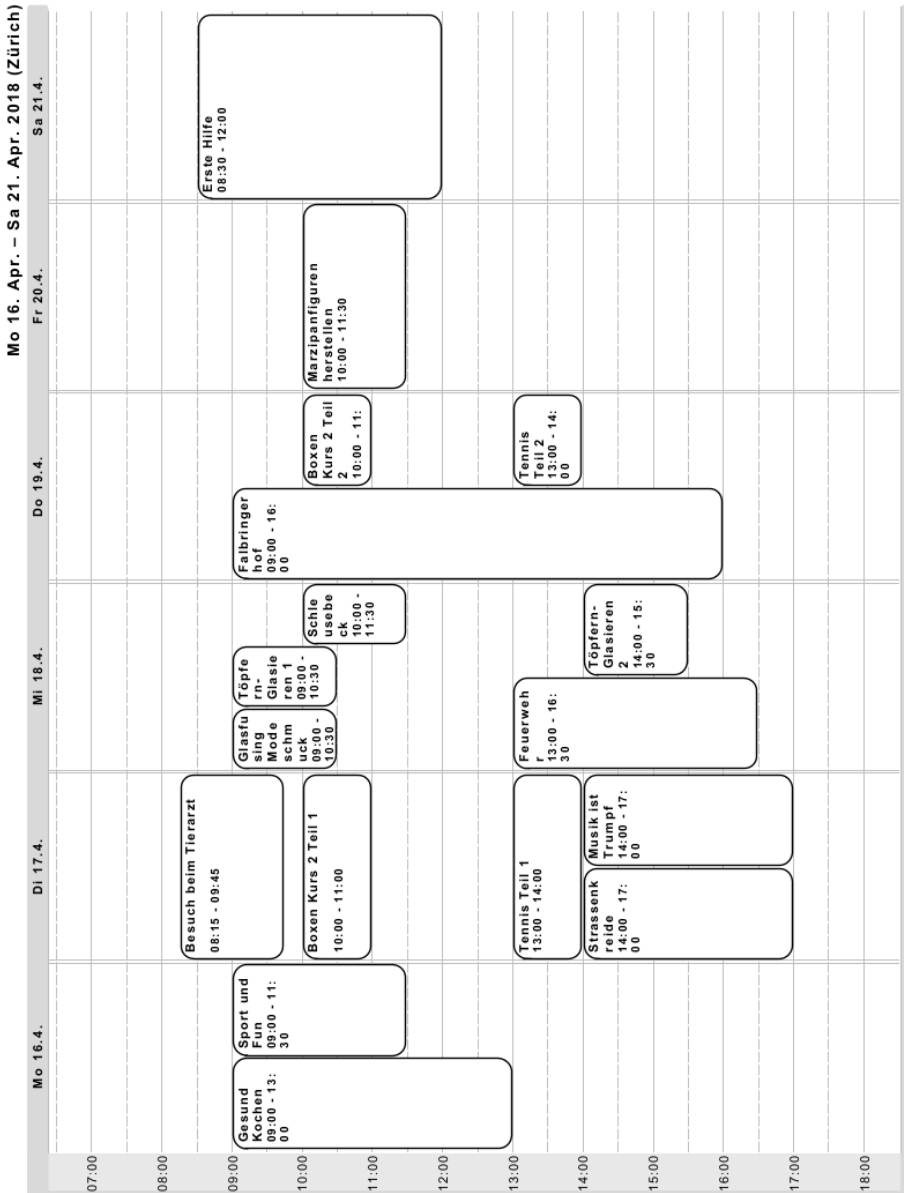 Mo 16. Apr. – Sa 21. Apr. 2018 (Zürich)
Mo 16.4.
Di 17.4.
Mi 18.4.
Do 19.4.
Fr 20.4.
Sa 21.4.
07:00
08:00
09:00
10:00
11:00
12:00
13:00
14:00
15:00
16:00
17:00
18:00
Gesund
Kochen
09:00 - 13:
00
Sport und
Fun
09:00 - 11:
30
Besuch beim Tierarzt
08:15 - 09:45
Boxen Kurs 2 Teil 1
10:00 - 11:00
Tennis Teil 1
13:00 - 14:00
Strassenk
reide
14:00 - 17:
00
Musik ist
Trumpf
14:00 - 17:
00
Glasfu
sing
Mode
schm
uck
09:00 -
10:30
Töpfe
rn-
Glasie
ren 1
09:00 -
10:30
Schle
usebe
ck
10:00 -
11:30
Feuerweh
r
13:00 - 16:
30
Töpfern-
Glasieren
2
14:00 - 15:
30
Falbringer
hof
09:00 - 16:
00
Boxen
Kurs 2 Teil
2
10:00 - 11:
Tennis
Teil 2
13:00 - 14:
00
Marzipanfiguren
herstellen
10:00 - 11:30
Erste Hilfe
08:30 - 12:00